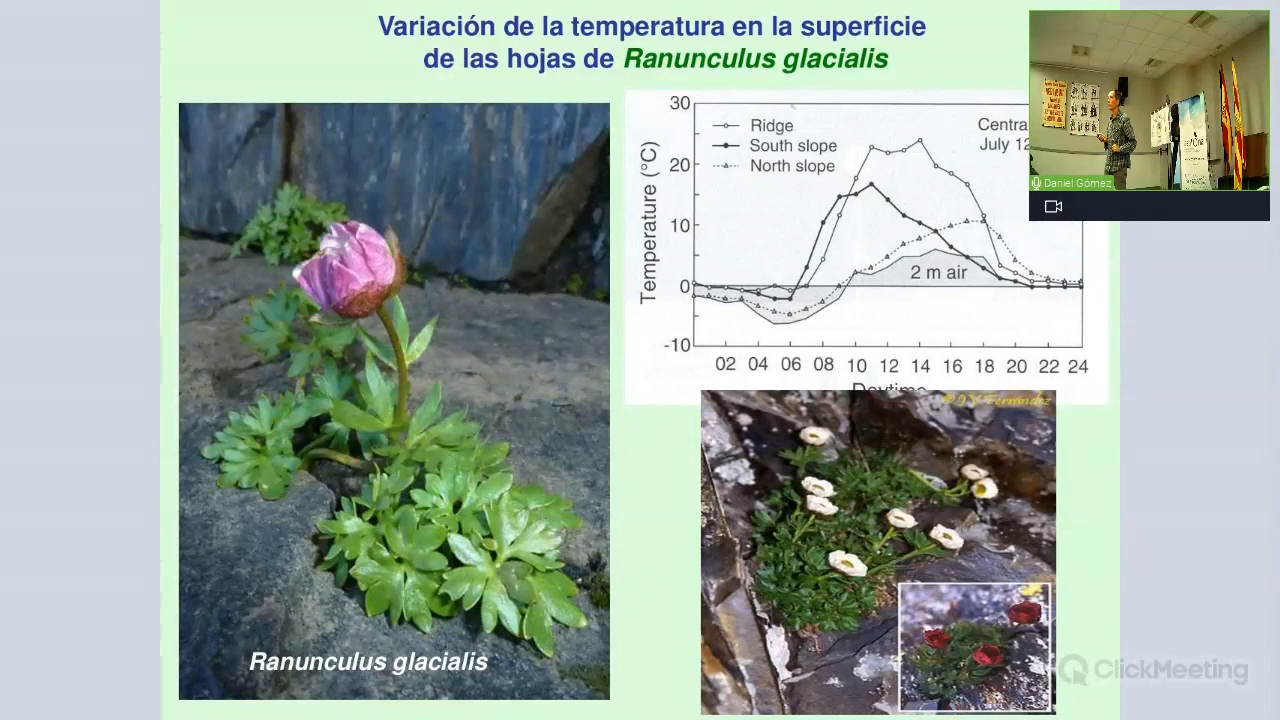 Variación de la temperatura en la superficie
de las hojas de Ranunculus glacialis
30
20
10
0
-10
Temperature (°C)
Ridge
South slope
North slope
Centra
July 12
2 m air
02 04 06 08 10 12 14 16 18 20 22 24
Daytime
Ranunculus glacialis
Daniel Gómez
ClickMeeting